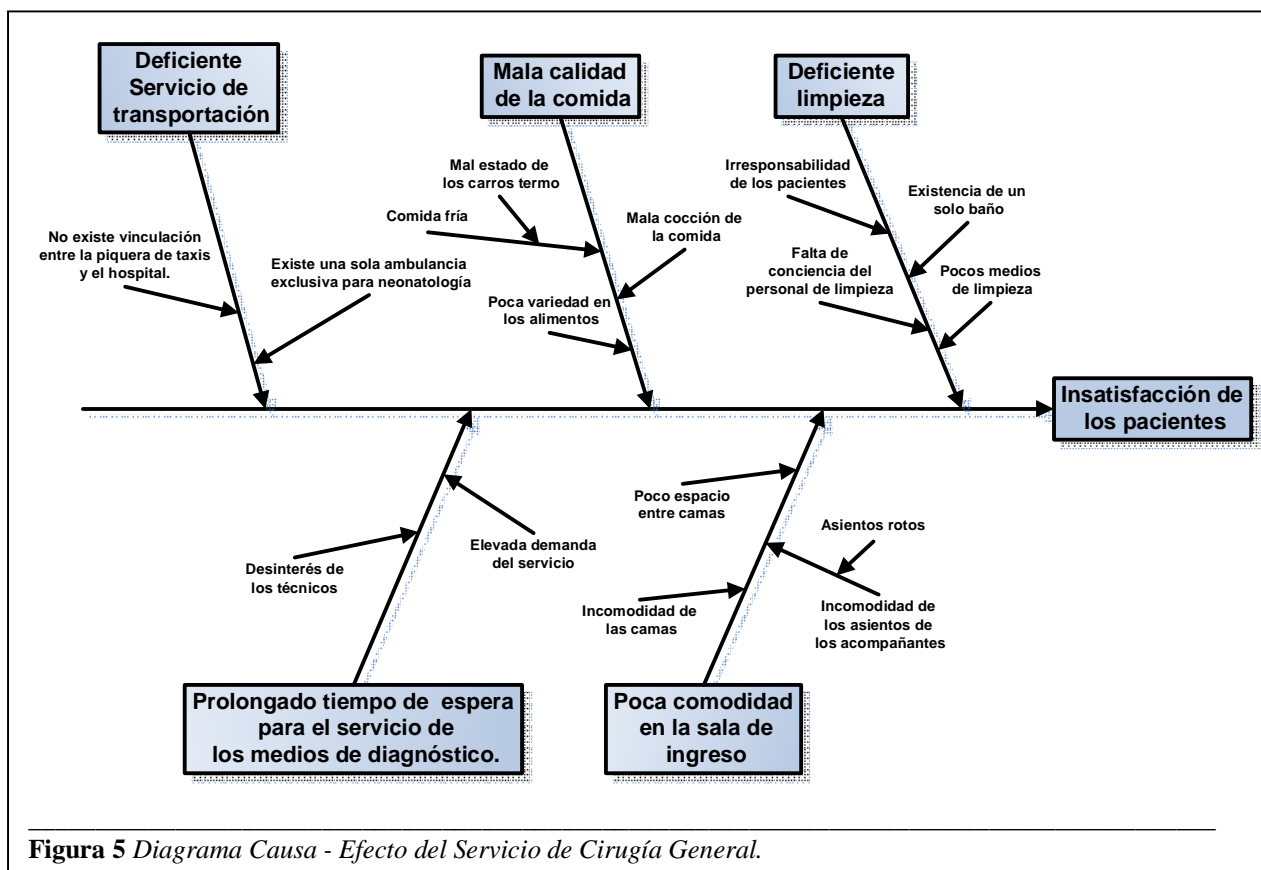 Deficiente
Servicio de
transportación
Mala calidad
de la comida
Deficiente
limpieza
No existe vinculación
entre la piquera de taxis
y el hospital.
Existe una sola ambulancia
exclusiva para neonatología
Mal estado de
los carros termo
Comida fría
Mala cocción de
la comida
Poca variedad en
los alimentos
Irresponsabilidad
de los pacientes
Existencia de un
solo baño
Falta de
conciencia del
personal de limpieza
Pocos medios
de limpieza
Insatisfacción de
los pacientes
Desinterés de
los técnicos
Elevada demanda
del servicio
Poco espacio
entre camas
Asientos rotos
Incomodidad de
las camas
Incomodidad de
los asientos de
los acompañantes
Prolongado tiempo de espera
para el servicio de
los medios de diagnóstico.
Poca comodidad
en la sala de
ingreso
Figura 5 Diagrama Causa - Efecto del Servicio de Cirugía General.